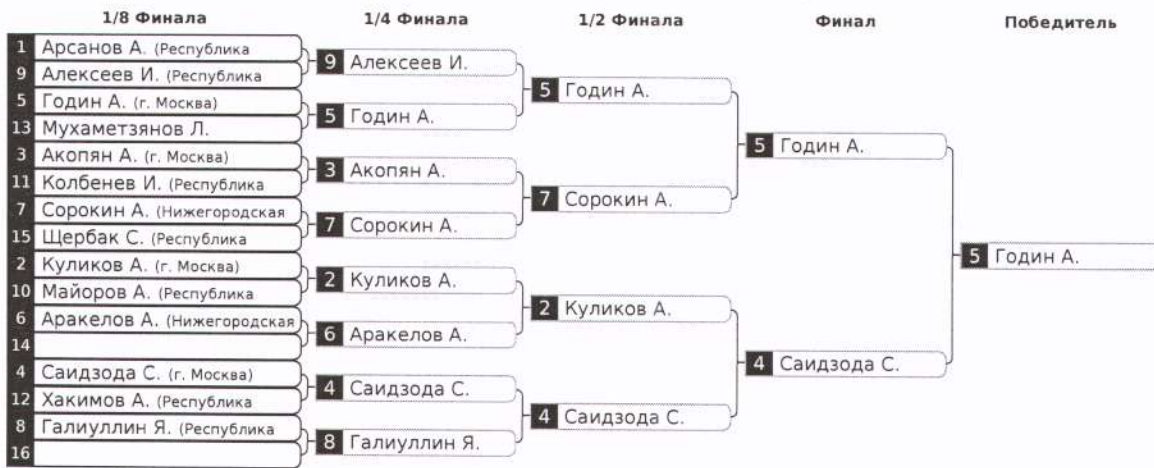 1/8 Финала
1/4 Финала
1/2 Финала
Финал
Победитель
1 Арсанов А. (Республика
9 Алексеев И. (Республика
5 Годин А. (г. Москва)
13 Мухаметзянов Л.
3 Акопян А. (г. Москва)
11 Колбенев И. (Республика
7 Сорокин А. (Нижегородская
15 Щербак С. (Республика
2 Куликов А. (г. Москва)
10 Майоров А. (Республика
6 Аракелов А. (Нижегородская
14
4 Саидзода С. (г. Москва)
12 Хакимов А. (Республика
8 Галиуллин Я. (Республика
16
9 Алексеев И.
5 Годин А.
3 Акопян А.
7 Сорокин А.
2 Куликов А.
6 Аракелов А.
4 Саидзода С.
8 Галиуллин Я.
5 Годин А.
7 Сорокин А.
2 Куликов А.
4 Саидзода С.
5 Годин А.
4 Саидзода С.
5 Годин А.